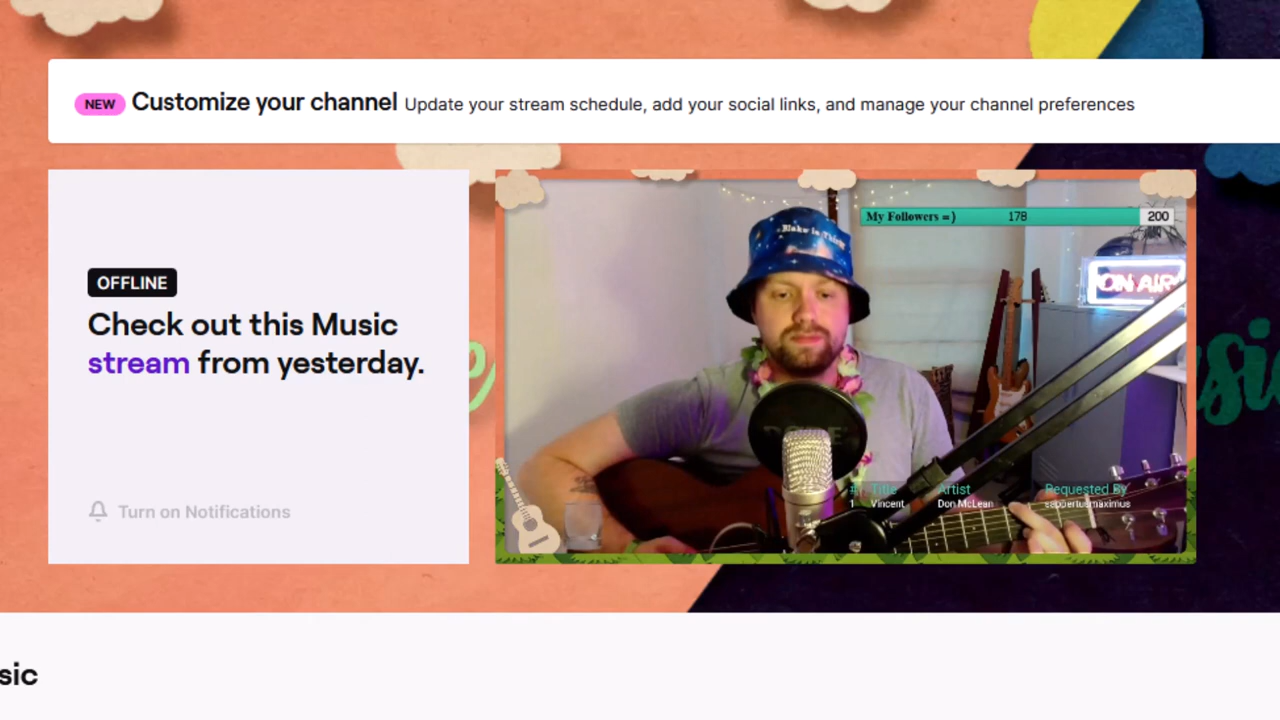 NEW Customize your channel Update your stream schedule, add your social links, and manage your channel preferences
OFFLINE
Check out this Music
stream from yesterday.
Turn on Notifications
My Followers =) 178 200
ON AIR
# Title Artist Requested By
1 Vincent Don McLean sappertusmaximus
sic